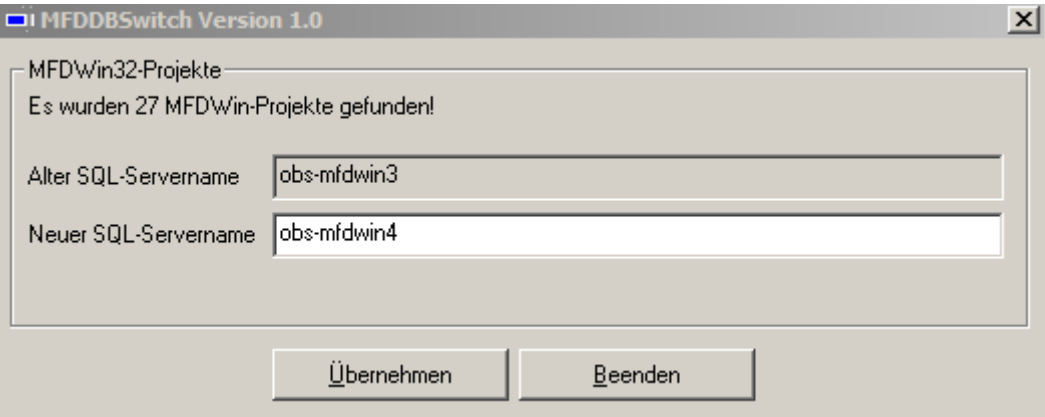 MFDDBSwitch Version 1.0
MFDWin32-Projekte
Es wurden 27 MFDWin-Projekte gefunden!
Alter SQL-Servername obs-mfdwin3
Neuer SQL-Servername obs-mfdwin4
Übernehmen Beenden